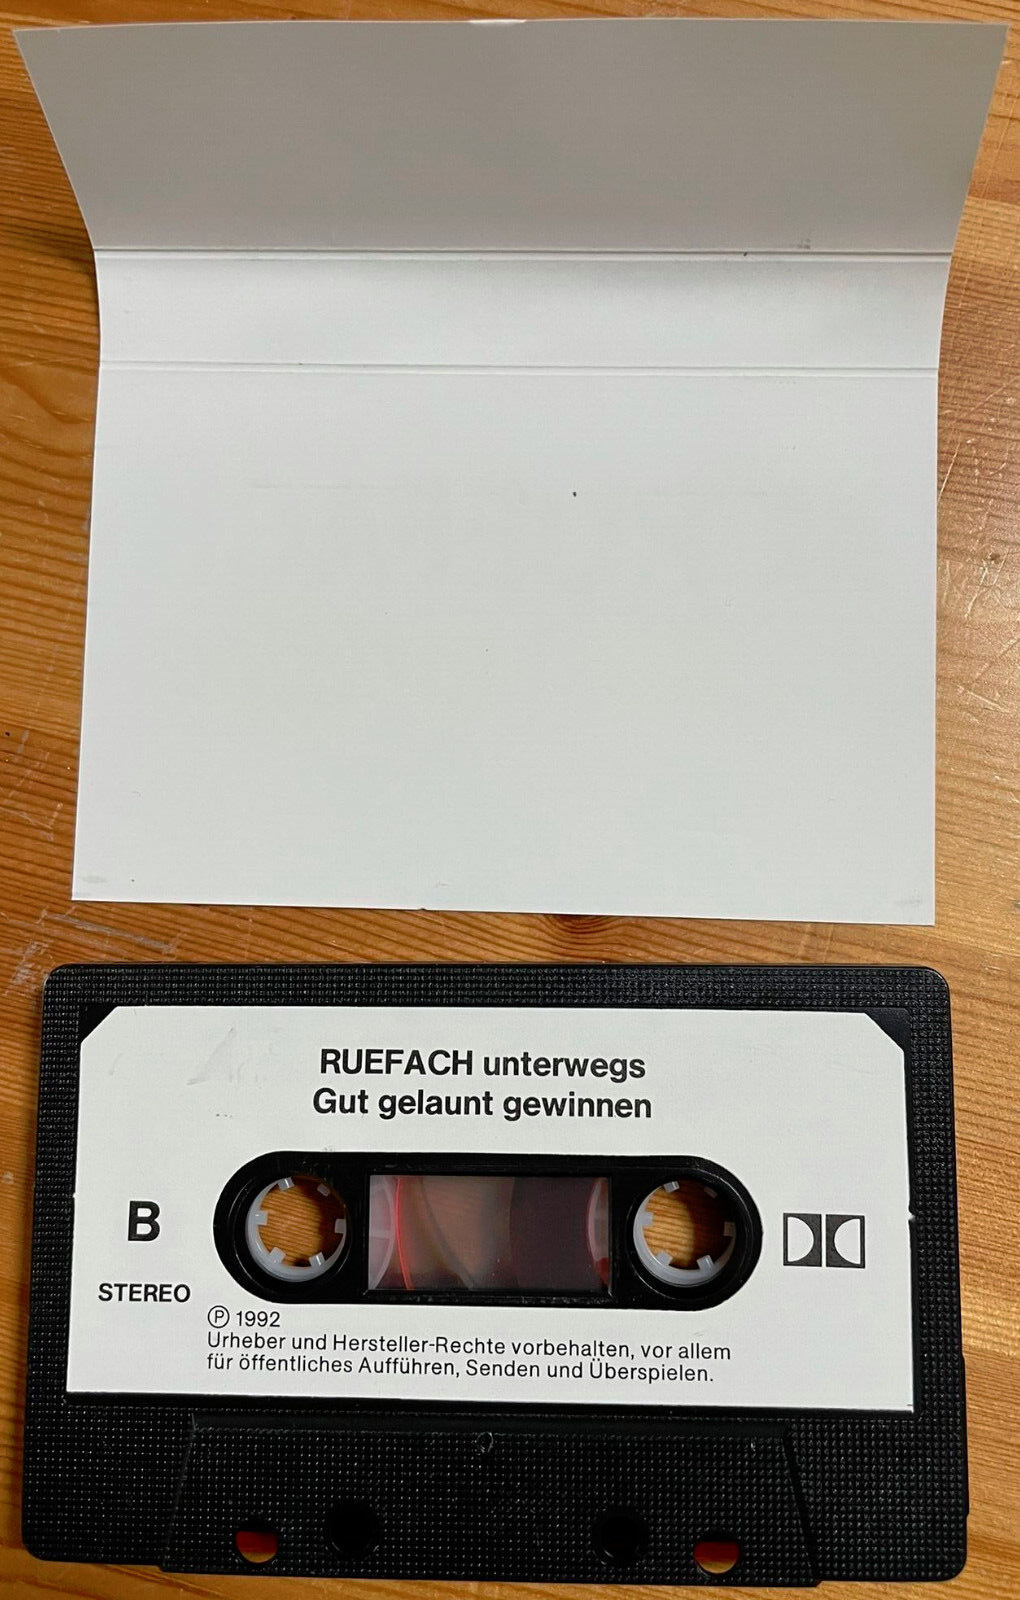 RUEFACH unterwegs
Gut gelaunt gewinnen
B
STEREO
Ⓟ 1992
Urheber und Hersteller-Rechte vorbehalten, vor allem
für öffentliches Aufführen, Senden und Überspielen.